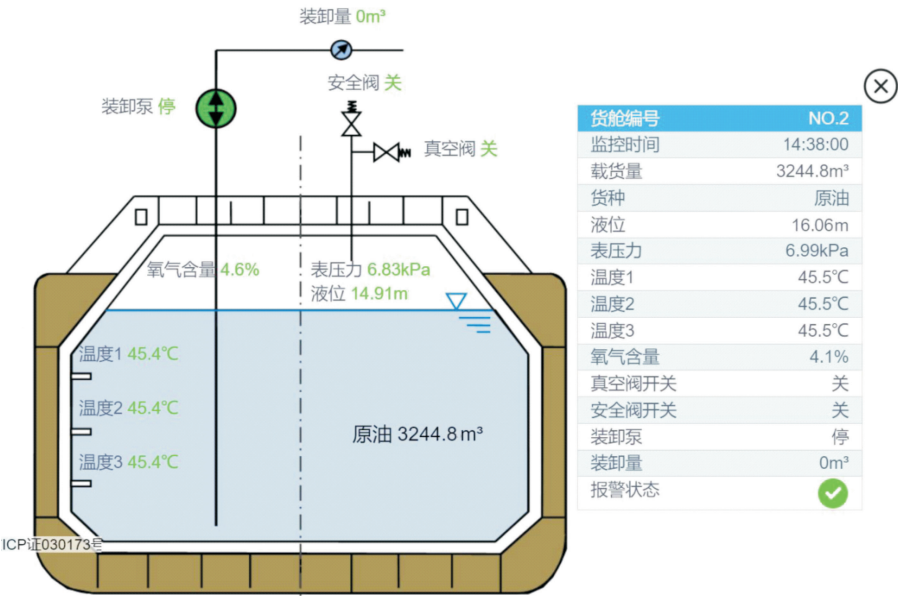 装卸量 0m³
安全阀 关
装卸泵 停
真空阀 关
氧气含量 4.6%
表压力 6.83kPa
液位 14.91m
温度1 45.4℃
温度2 45.4℃
温度3 45.4℃
原油 3244.8m³
ICP证030173号
货舱编号 NO.2
监控时间 14:38:00
载货量 3244.8m³
货种 原油
液位 16.06m
表压力 6.99kPa
温度1 45.5℃
温度2 45.5℃
温度3 45.5℃
氧气含量 4.1%
真空阀开关 关
安全阀开关 关
装卸泵 停
装卸量 0m³
报警状态